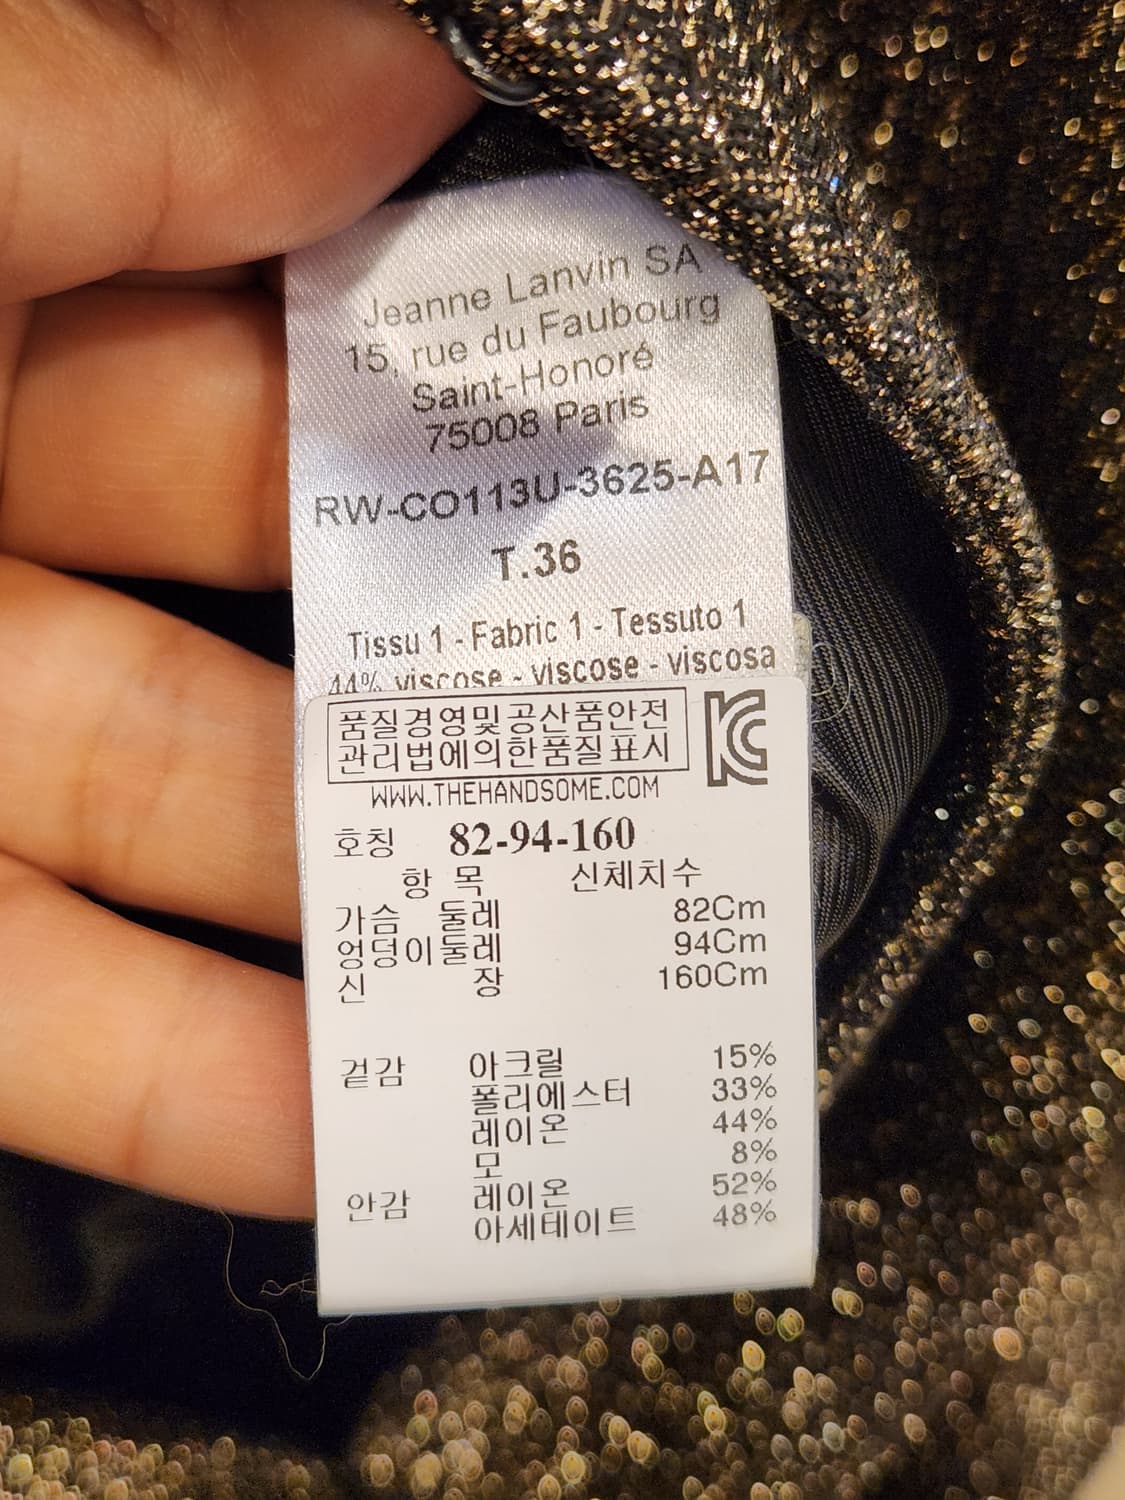 Jeanne Lanvin SA
15, rue du Faubourg
Saint-Honoré
75008 Paris
RW-CO113U-3625-A17
T.36
Tissu 1 - Fabric 1 - Tessuto 1
44% viscose - viscose - viscosa
품질경영및공산품안전
관리법에의한품질표시
KC
WWW.THEHANDSOME.COM
호칭 82-94-160
항 목 신체치수
가슴 둘레 82Cm
엉덩이둘레 94Cm
신 장 160Cm
겉감 아크릴 15%
폴리에스터 33%
레이온 44%
모 8%
안감 레이온 52%
아세테이트 48%